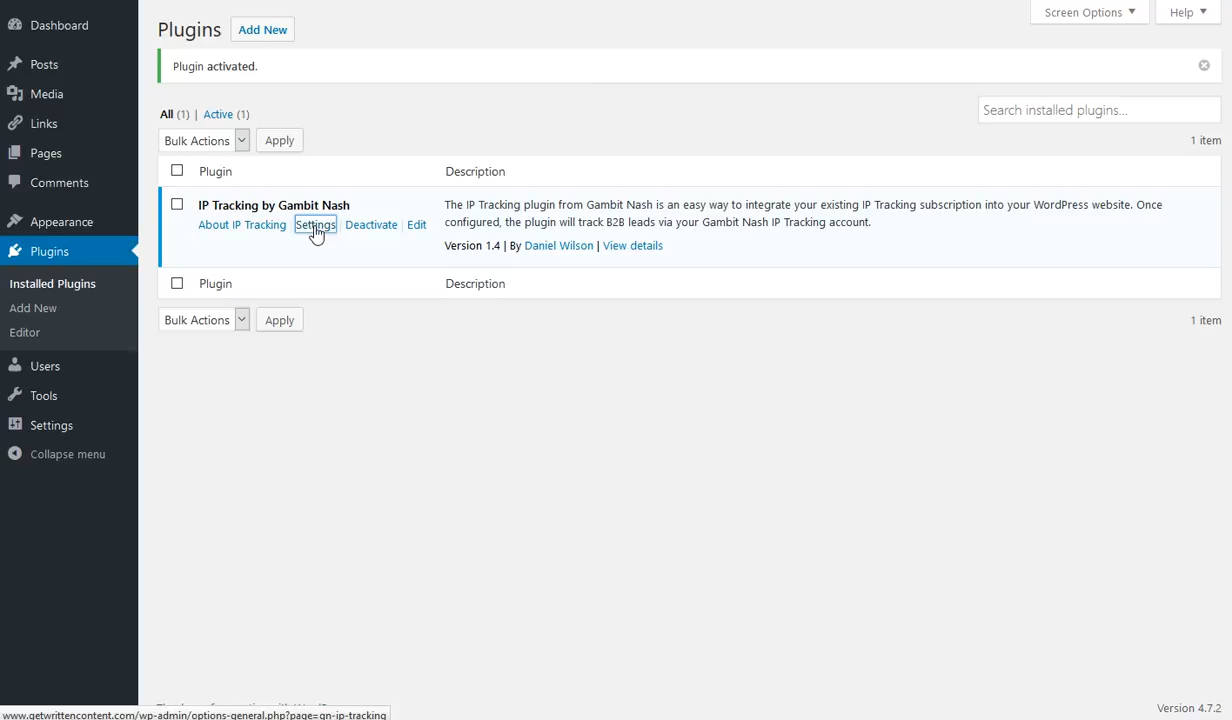 Dashboard
Posts
Media
Links
Pages
Comments
Appearance
Plugins
Installed Plugins
Add New
Editor
Users
Tools
Settings
Collapse menu
Screen Options
Help
Plugins Add New
Plugin activated.
All (1) | Active (1)
Search installed plugins...
Bulk Actions Apply
1 item
Plugin Description
IP Tracking by Gambit Nash
About IP Tracking | Settings | Deactivate | Edit
The IP Tracking plugin from Gambit Nash is an easy way to integrate your existing IP Tracking subscription into your WordPress website. Once
configured, the plugin will track B2B leads via your Gambit Nash IP Tracking account.
Version 1.4 | By Daniel Wilson | View details
Plugin Description
Bulk Actions Apply
1 item
Version 4.7.2
www.getwrittencontent.com/wp-admin/options-general.php?page=gn-ip-tracking